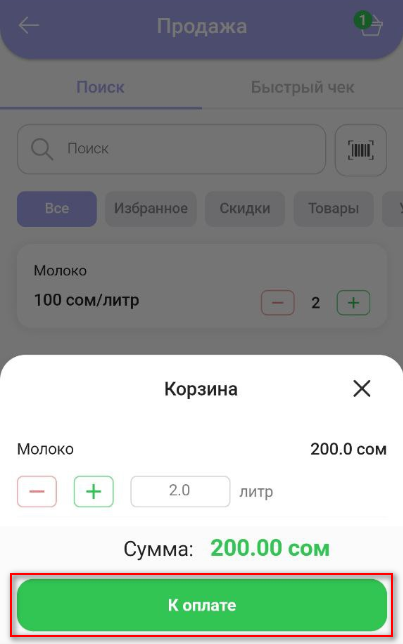 Продажа
1
Поиск Быстрый чек
Поиск
Все Избранное Скидки Товары
Молоко
100 сом/литр 2
Корзина
Молоко 200.0 сом
2.0 литр
Сумма: 200.00 сом
К оплате